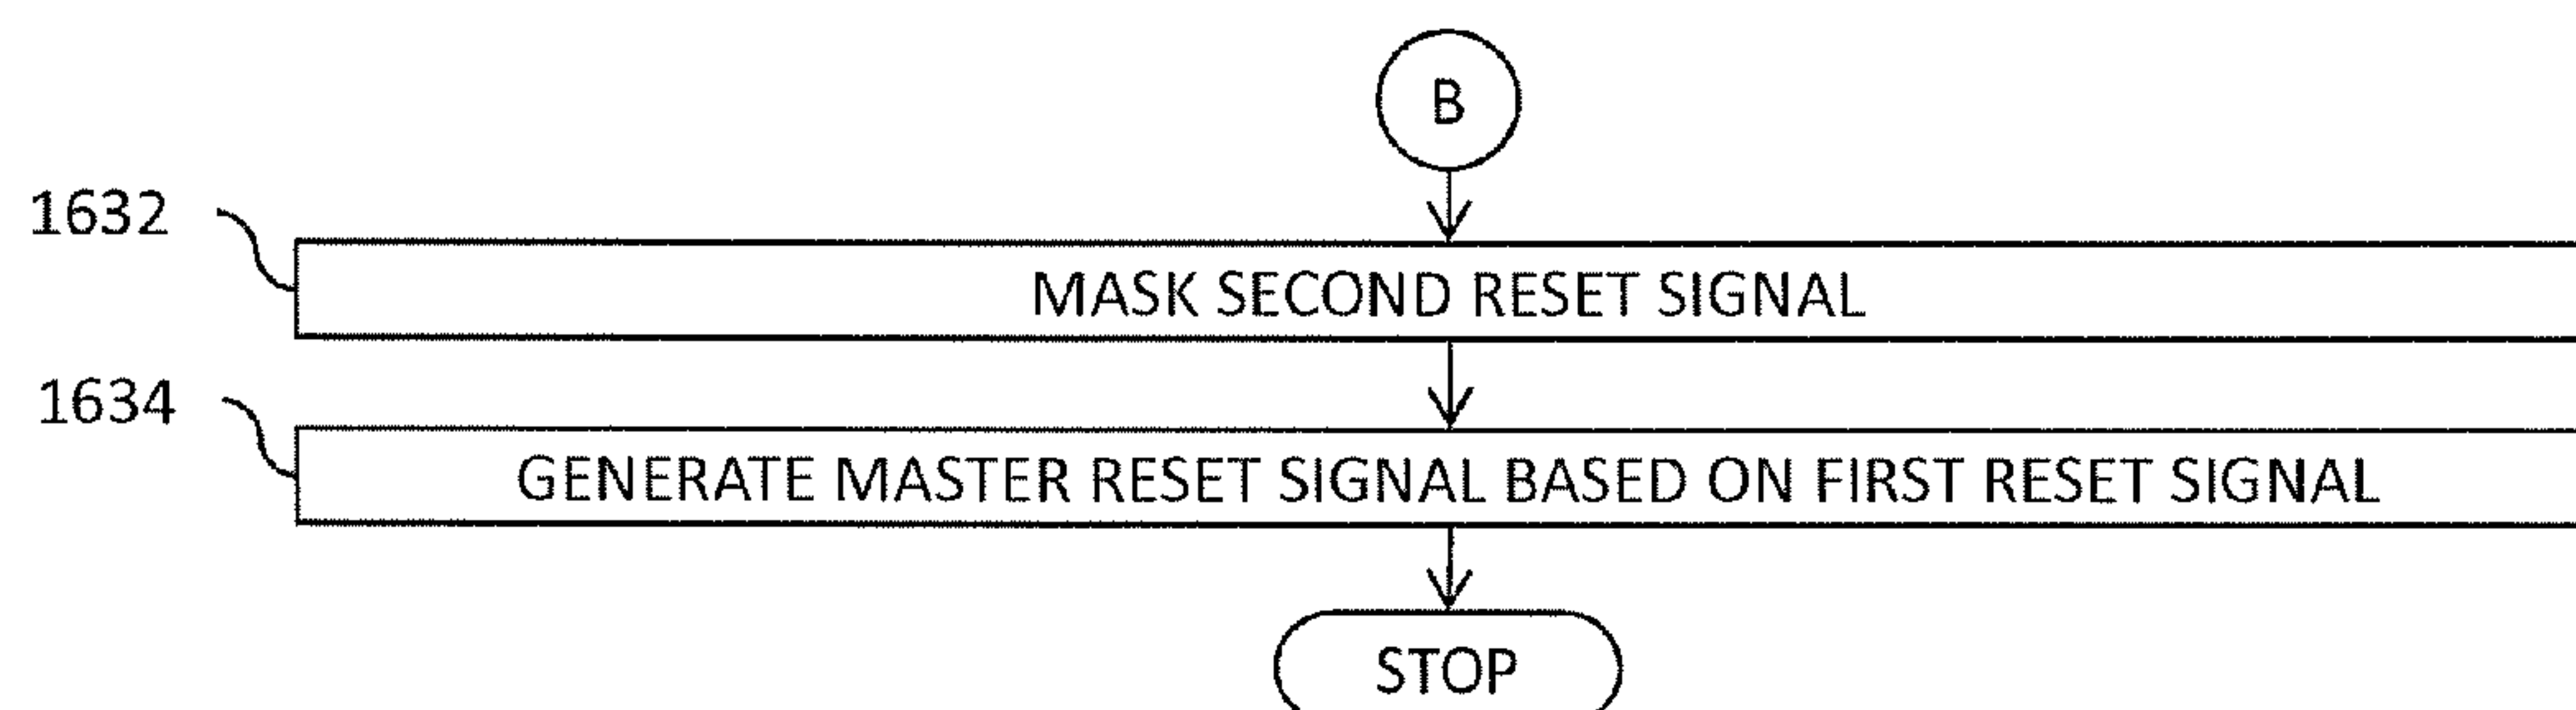 B
1632
MASK SECOND RESET SIGNAL
1634
GENERATE MASTER RESET SIGNAL BASED ON FIRST RESET SIGNAL
STOP